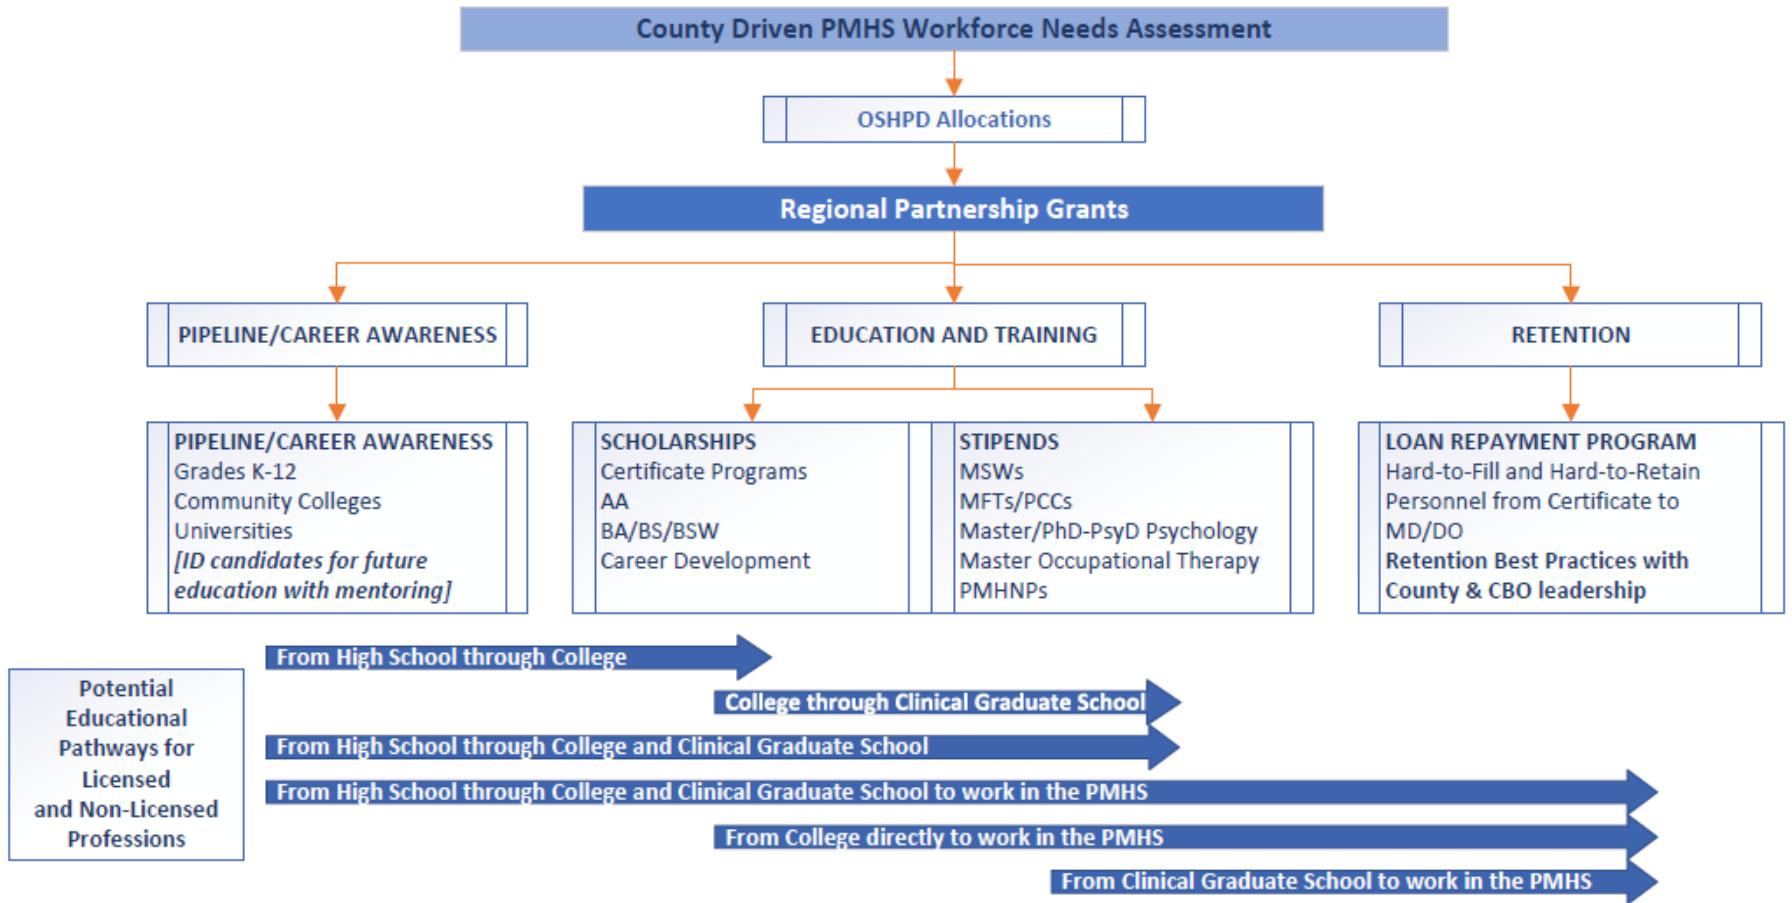 County Driven PMHS Workforce Needs Assessment
OSHPD Allocations
Regional Partnership Grants
PIPELINE/CAREER AWARENESS
EDUCATION AND TRAINING
RETENTION
PIPELINE/CAREER AWARENESS
Grades K-12
Community Colleges
Universities
[ID candidates for future
education with mentoring]
SCHOLARSHIPS
Certificate Programs
AA
BA/BS/BSW
Career Development
STIPENDS
MSWs
MFTs/PCCs
Master/PhD-PsyD Psychology
Master Occupational Therapy
PMHNPs
LOAN REPAYMENT PROGRAM
Hard-to-Fill and Hard-to-Retain
Personnel from Certificate to
MD/DO
Retention Best Practices with
County & CBO leadership
Potential
Educational
Pathways for
Licensed
and Non-Licensed
Professions
From High School through College
College through Clinical Graduate School
From High School through College and Clinical Graduate School
From High School through College and Clinical Graduate School to work in the PMHS
From College directly to work in the PMHS
From Clinical Graduate School to work in the PMHS